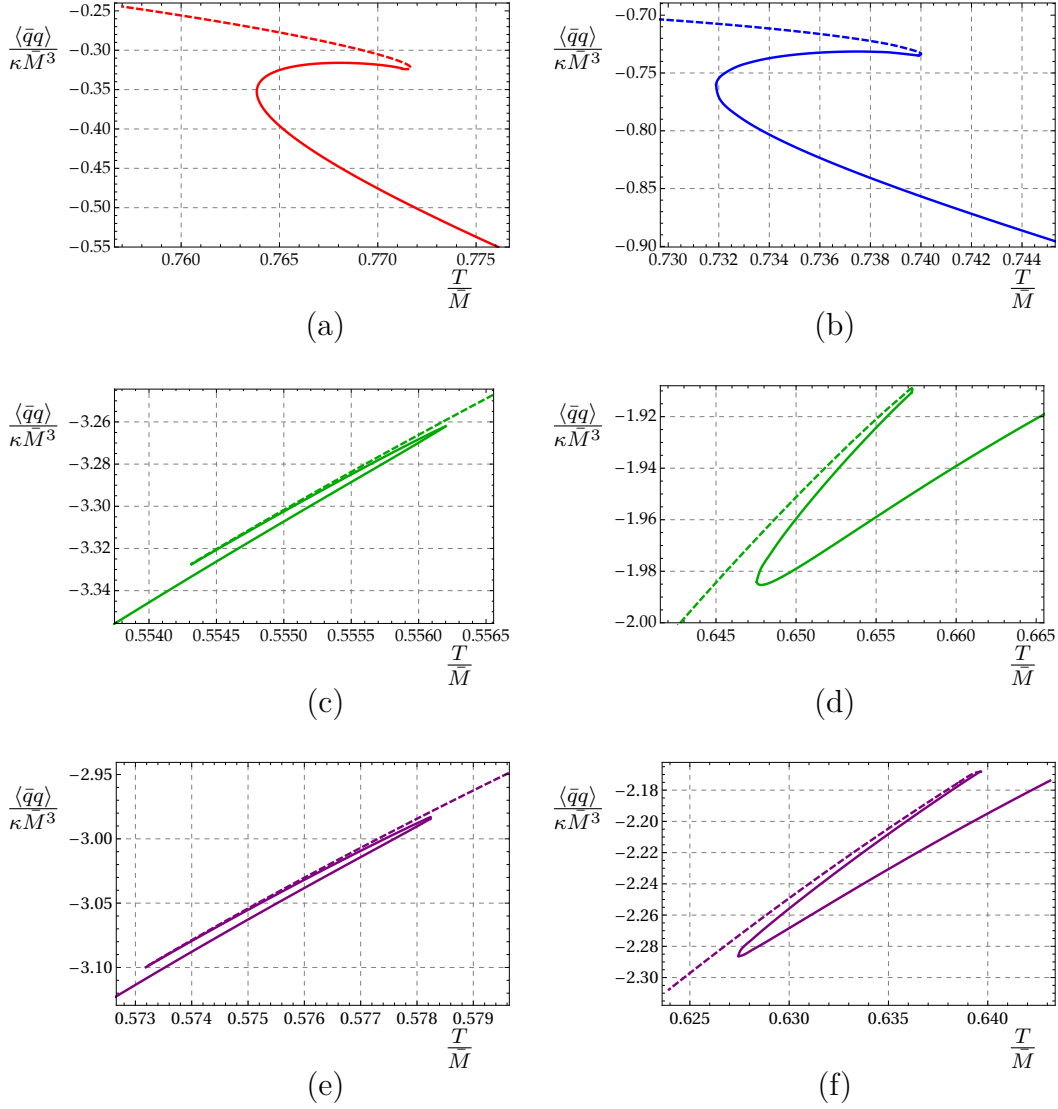 ⟨q̄q⟩
κM̄³
−0.25
−0.30
−0.35
−0.40
−0.45
−0.50
−0.55
0.760 0.765 0.770 0.775
T
M̄
(a)
⟨q̄q⟩
κM̄³
−0.70
−0.75
−0.80
−0.85
−0.90
0.730 0.732 0.734 0.736 0.738 0.740 0.742 0.744
T
M̄
(b)
⟨q̄q⟩
κM̄³
−3.26
−3.28
−3.30
−3.32
−3.34
0.5540 0.5545 0.5550 0.5555 0.5560 0.5565
T
M̄
(c)
⟨q̄q⟩
κM̄³
−1.92
−1.94
−1.96
−1.98
−2.00
0.645 0.650 0.655 0.660 0.665
T
M̄
(d)
⟨q̄q⟩
κM̄³
−2.95
−3.00
−3.05
−3.10
0.573 0.574 0.575 0.576 0.577 0.578 0.579
T
M̄
(e)
⟨q̄q⟩
κM̄³
−2.18
−2.20
−2.22
−2.24
−2.26
−2.28
−2.30
0.625 0.630 0.635 0.640
T
M̄
(f)